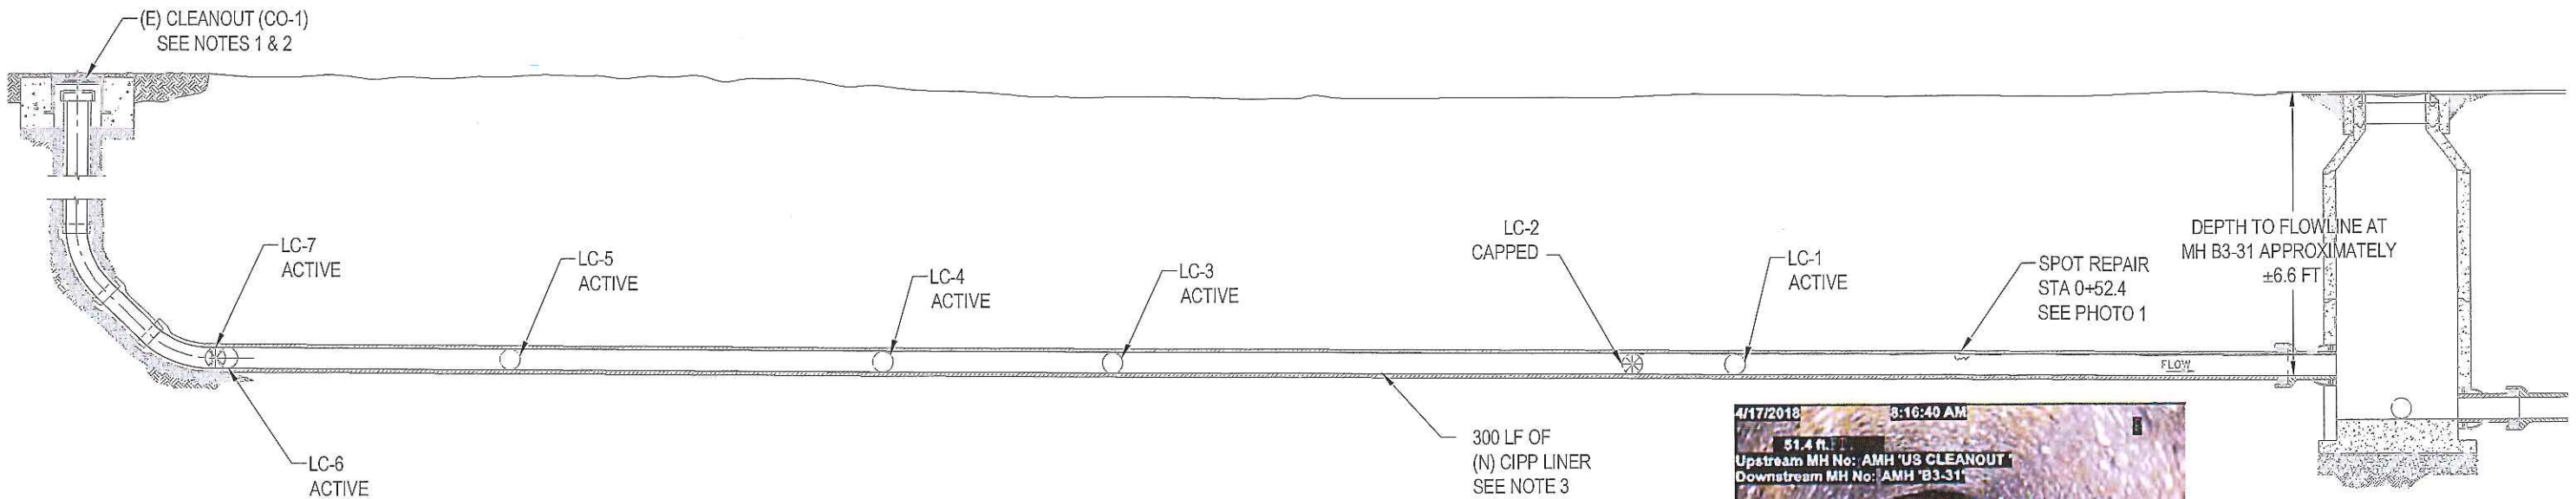 (E) CLEANOUT (CO-1)
SEE NOTES 1 & 2
LC-7
ACTIVE
LC-5
ACTIVE
LC-4
ACTIVE
LC-3
ACTIVE
LC-2
CAPPED
LC-1
ACTIVE
SPOT REPAIR
STA 0+52.4
SEE PHOTO 1
DEPTH TO FLOWLINE AT
MH B3-31 APPROXIMATELY
±6.6 FT
FLOW
LC-6
ACTIVE
300 LF OF
(N) CIPP LINER
SEE NOTE 3
4/17/2018 8:16:40 AM
51.4 ft.
Upstream MH No: AMH 'US CLEANOUT '
Downstream MH No: AMH 'B3-31'